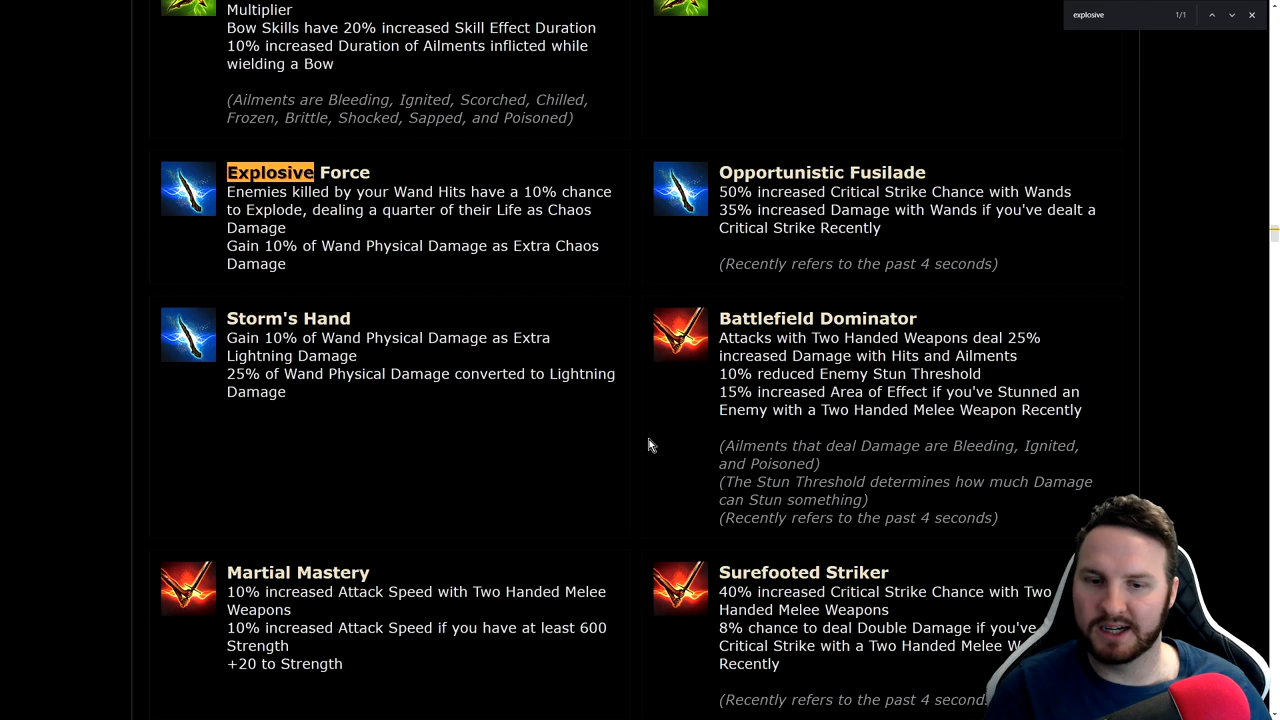 explosive
1/1
Multiplier
Bow Skills have 20% increased Skill Effect Duration
10% increased Duration of Ailments inflicted while
wielding a Bow
(Ailments are Bleeding, Ignited, Scorched, Chilled,
Frozen, Brittle, Shocked, Sapped, and Poisoned)
Explosive Force
Enemies killed by your Wand Hits have a 10% chance
to Explode, dealing a quarter of their Life as Chaos
Damage
Gain 10% of Wand Physical Damage as Extra Chaos
Damage
Opportunistic Fusilade
50% increased Critical Strike Chance with Wands
35% increased Damage with Wands if you've dealt a
Critical Strike Recently
(Recently refers to the past 4 seconds)
Storm's Hand
Gain 10% of Wand Physical Damage as Extra
Lightning Damage
25% of Wand Physical Damage converted to Lightning
Damage
Battlefield Dominator
Attacks with Two Handed Weapons deal 25%
increased Damage with Hits and Ailments
10% reduced Enemy Stun Threshold
15% increased Area of Effect if you've Stunned an
Enemy with a Two Handed Melee Weapon Recently
(Ailments that deal Damage are Bleeding, Ignited,
and Poisoned)
(The Stun Threshold determines how much Damage
can Stun something)
(Recently refers to the past 4 seconds)
Martial Mastery
10% increased Attack Speed with Two Handed Melee
Weapons
10% increased Attack Speed if you have at least 600
Strength
+20 to Strength
Surefooted Striker
40% increased Critical Strike Chance with Two
Handed Melee Weapons
8% chance to deal Double Damage if you've
Critical Strike with a Two Handed Melee W
Recently
(Recently refers to the past 4 second